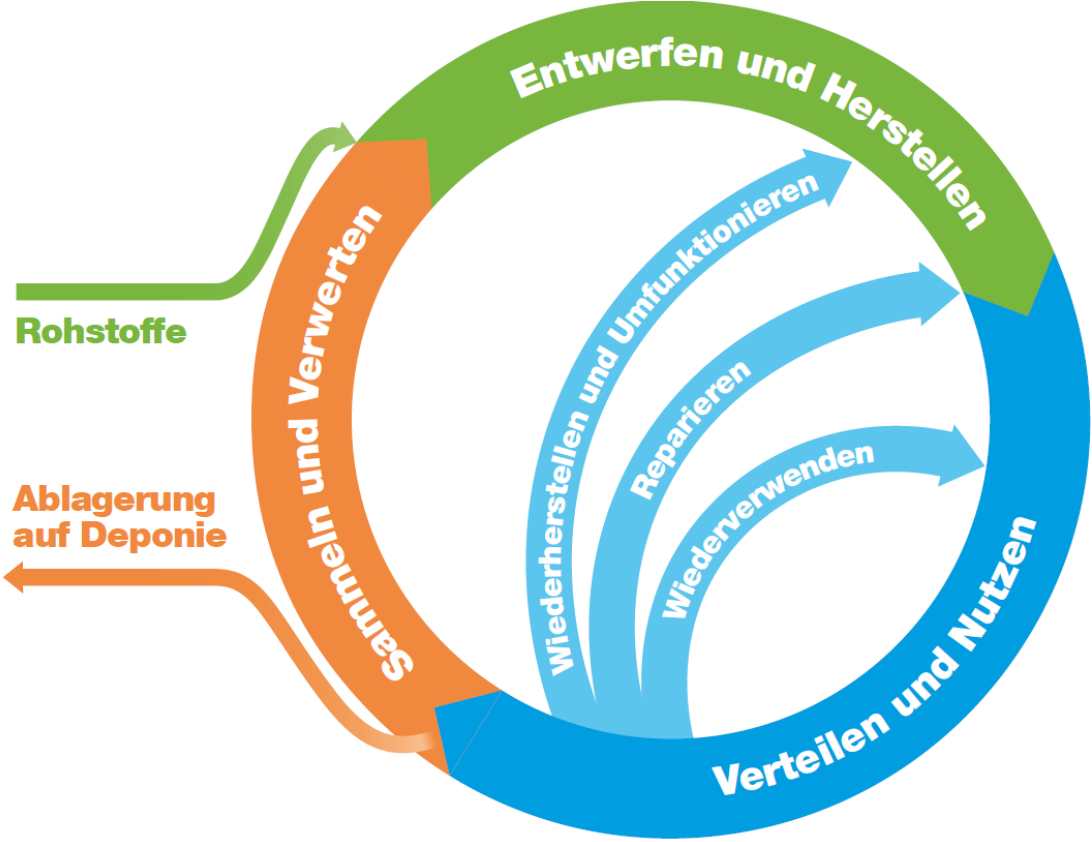 Entwerfen und Herstellen
Rohstoffe
Sammeln und Verwerten
Ablagerung
auf Deponie
Wiederherstellen und Umfunktionieren
Reparieren
Wiederverwenden
Verteilen und Nutzen